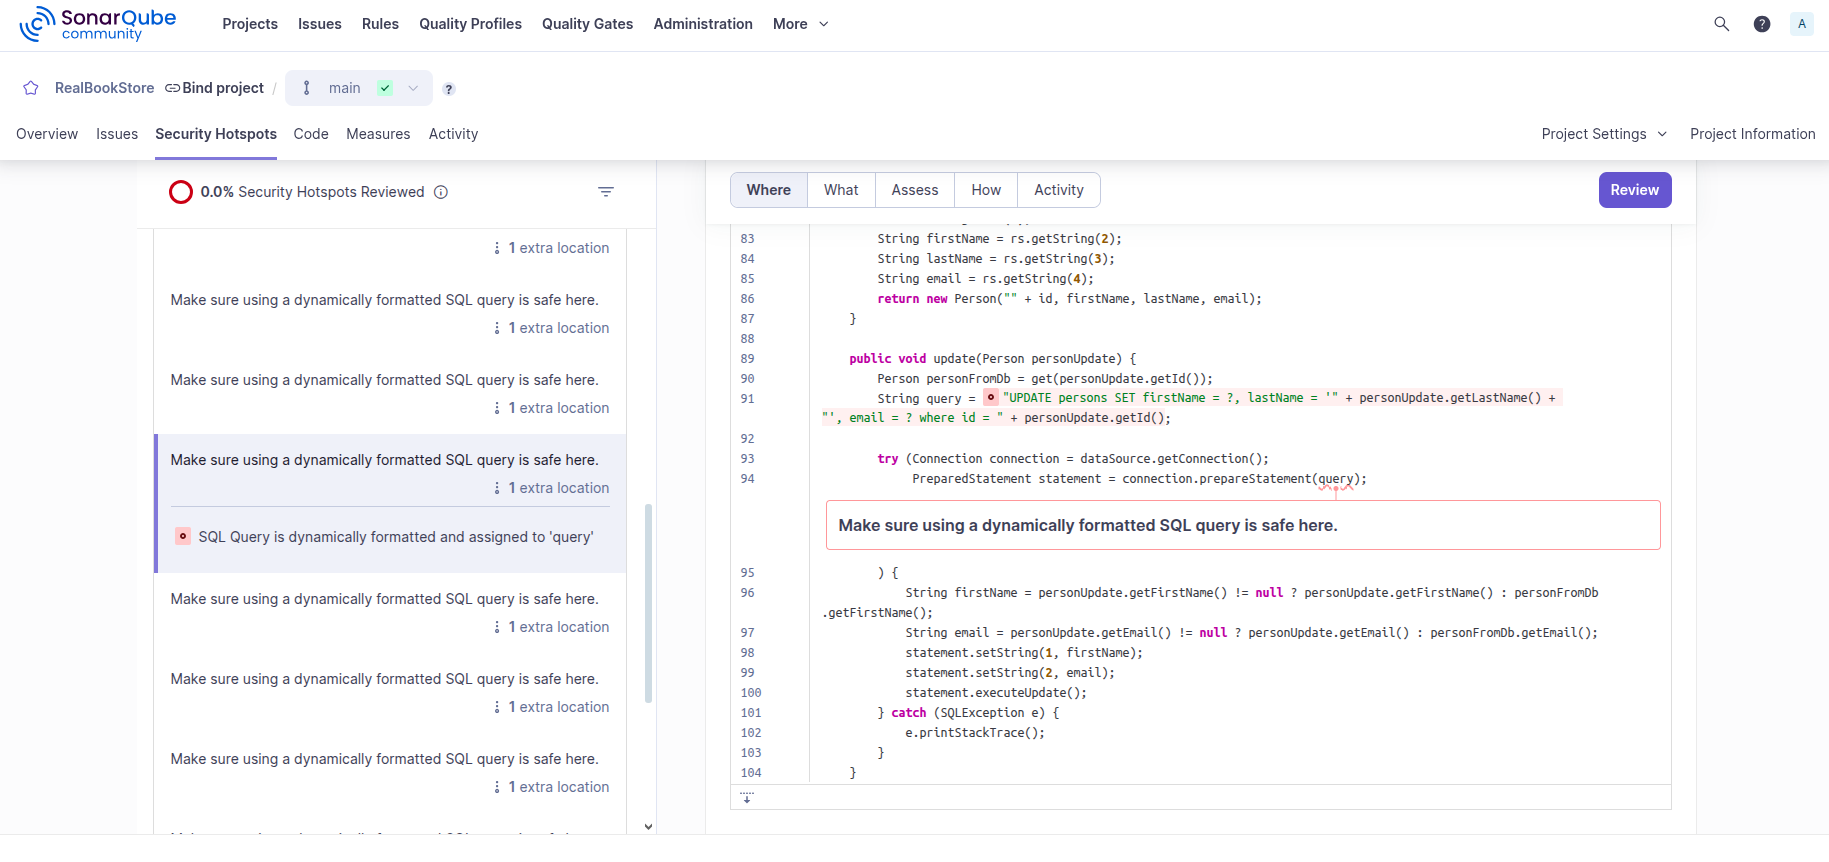 SonarQube
community
Projects
Issues
Rules
Quality Profiles
Quality Gates
Administration
More
?
A
RealBookStore
Bind project
/
main
?
Overview
Issues
Security Hotspots
Code
Measures
Activity
Project Settings
Project Information
0.0% Security Hotspots Reviewed
1 extra location
Make sure using a dynamically formatted SQL query is safe here.
1 extra location
Make sure using a dynamically formatted SQL query is safe here.
1 extra location
Make sure using a dynamically formatted SQL query is safe here.
1 extra location
SQL Query is dynamically formatted and assigned to 'query'
Make sure using a dynamically formatted SQL query is safe here.
1 extra location
Make sure using a dynamically formatted SQL query is safe here.
1 extra location
Make sure using a dynamically formatted SQL query is safe here.
1 extra location
Where
What
Assess
How
Activity
Review
83 String firstName = rs.getString(2);
84 String lastName = rs.getString(3);
85 String email = rs.getString(4);
86 return new Person("" + id, firstName, lastName, email);
87 }
88
89 public void update(Person personUpdate) {
90 Person personFromDb = get(personUpdate.getId());
91 String query = "UPDATE persons SET firstName = ?, lastName = '" + personUpdate.getLastName() +
"', email = ? where id = " + personUpdate.getId();
92
93 try (Connection connection = dataSource.getConnection();
94 PreparedStatement statement = connection.prepareStatement(query);
Make sure using a dynamically formatted SQL query is safe here.
95 ) {
96 String firstName = personUpdate.getFirstName() != null ? personUpdate.getFirstName() : personFromDb
.getFirstName();
97 String email = personUpdate.getEmail() != null ? personUpdate.getEmail() : personFromDb.getEmail();
98 statement.setString(1, firstName);
99 statement.setString(2, email);
100 statement.executeUpdate();
101 } catch (SQLException e) {
102 e.printStackTrace();
103 }
104 }